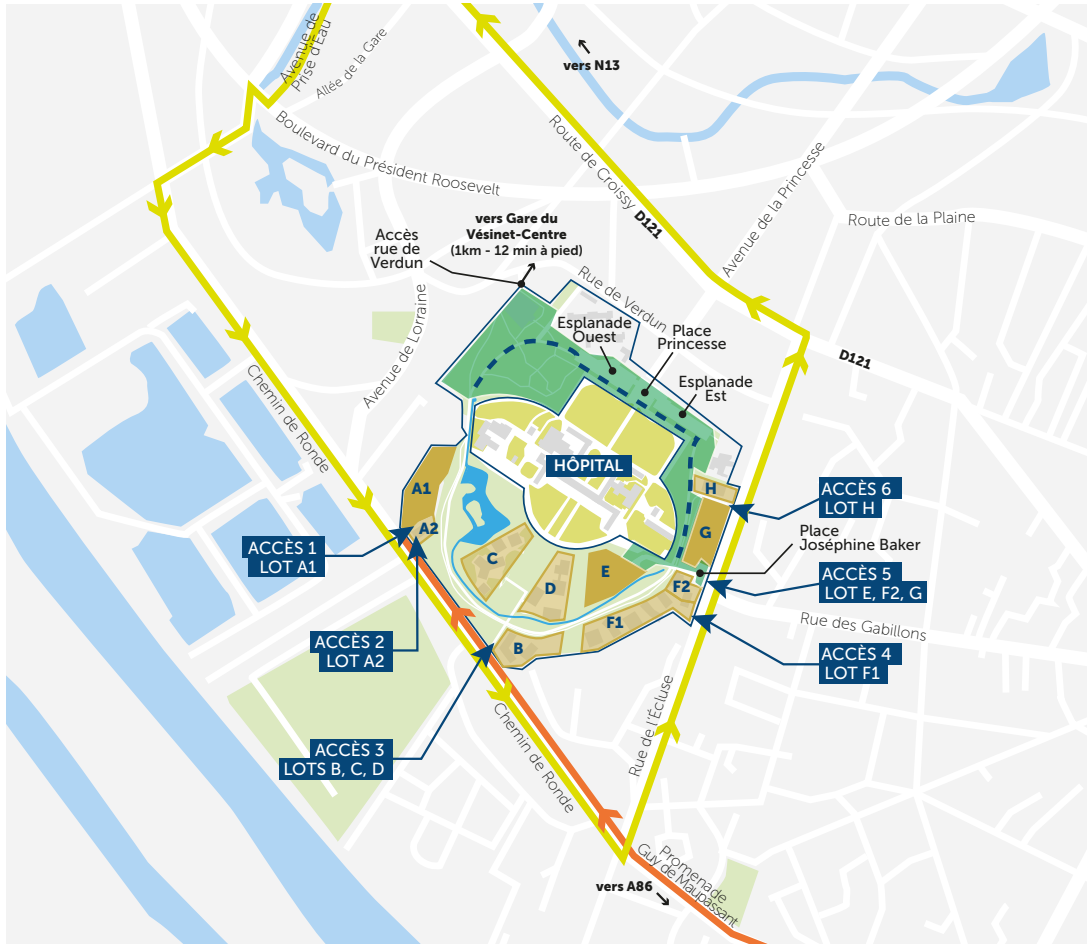 Avenue de
Prise d'Eau
Allée de la Gare
vers N13
Boulevard du Président Roosevelt
Route de Croissy
D121
Avenue de la Princesse
Route de la Plaine
vers Gare du
Vésinet-Centre
(1km - 12 min à pied)
Accès
rue de
Verdun
Rue de Verdun
Esplanade
Ouest
Place
Princesse
Esplanade
Est
D121
Avenue de Lorraine
Chemin de Ronde
HÔPITAL
A1
A2
C
D
E
B
F1
F2
G
H
ACCÈS 6
LOT H
Place
Joséphine Baker
ACCÈS 5
LOT E, F2, G
Rue des Gabillons
ACCÈS 4
LOT F1
ACCÈS 1
LOT A1
ACCÈS 2
LOT A2
ACCÈS 3
LOTS B, C, D
Chemin de Ronde
Rue de l'Écluse
Promenade
Guy de Maupassant
vers A86